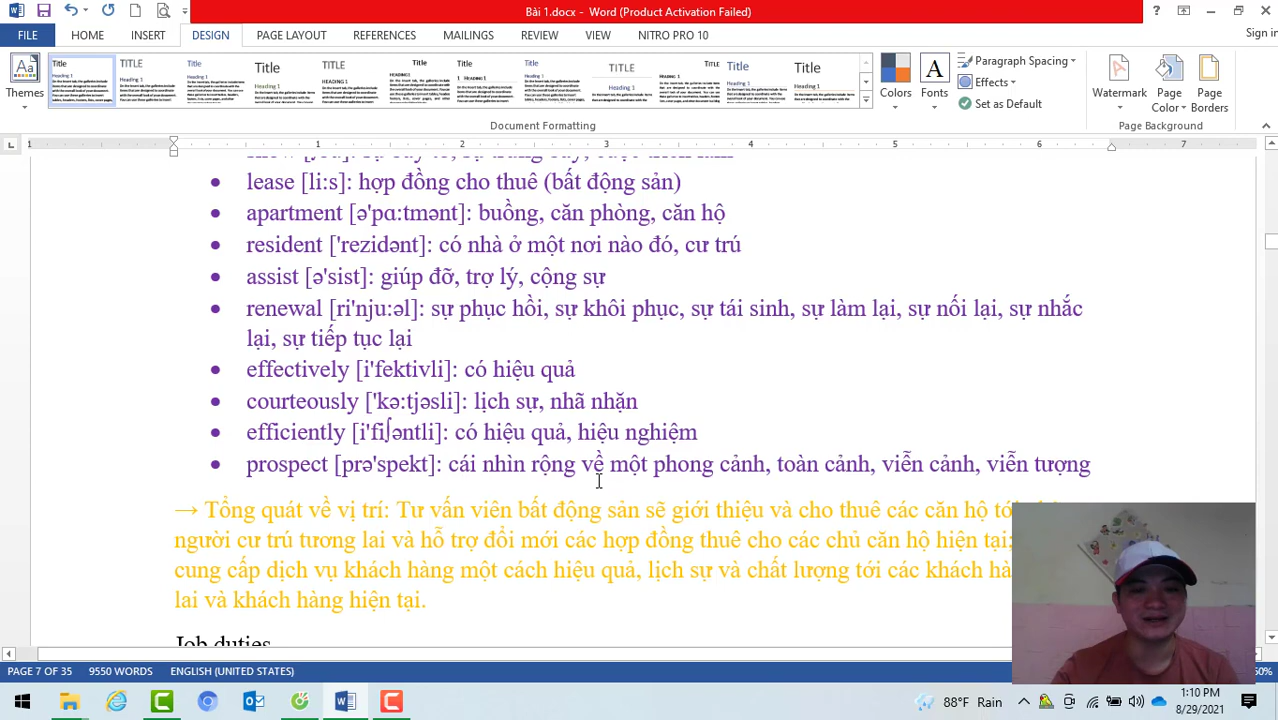 Bài 1.docx - Word (Product Activation Failed)
FILE HOME INSERT DESIGN PAGE LAYOUT REFERENCES MAILINGS REVIEW VIEW NITRO PRO 10 Sign in
Themes
Colors
Fonts
Paragraph Spacing
Effects
Set as Default
Watermark
Page Color
Page Borders
Document Formatting
Page Background
lease [li:s]: hợp đồng cho thuê (bất động sản)
apartment [ə'pɑ:tmənt]: buồng, căn phòng, căn hộ
resident ['rezidənt]: có nhà ở một nơi nào đó, cư trú
assist [ə'sist]: giúp đỡ, trợ lý, cộng sự
renewal [ri'nju:əl]: sự phục hồi, sự khôi phục, sự tái sinh, sự làm lại, sự nối lại, sự nhắc
lại, sự tiếp tục lại
effectively [i'fektivli]: có hiệu quả
courteously ['kə:tjəsli]: lịch sự, nhã nhặn
efficiently [i'fi∫əntli]: có hiệu quả, hiệu nghiệm
prospect [prə'spekt]: cái nhìn rộng về một phong cảnh, toàn cảnh, viễn cảnh, viễn tượng
→ Tổng quát về vị trí: Tư vấn viên bất động sản sẽ giới thiệu và cho thuê các căn hộ
người cư trú tương lai và hỗ trợ đổi mới các hợp đồng thuê cho các chủ căn hộ hiện tại;
cung cấp dịch vụ khách hàng một cách hiệu quả, lịch sự và chất lượng tới các khách
lai và khách hàng hiện tại.
Job duties
PAGE 7 OF 35 9550 WORDS ENGLISH (UNITED STATES)
88°F Rain
1:10 PM
8/29/2021